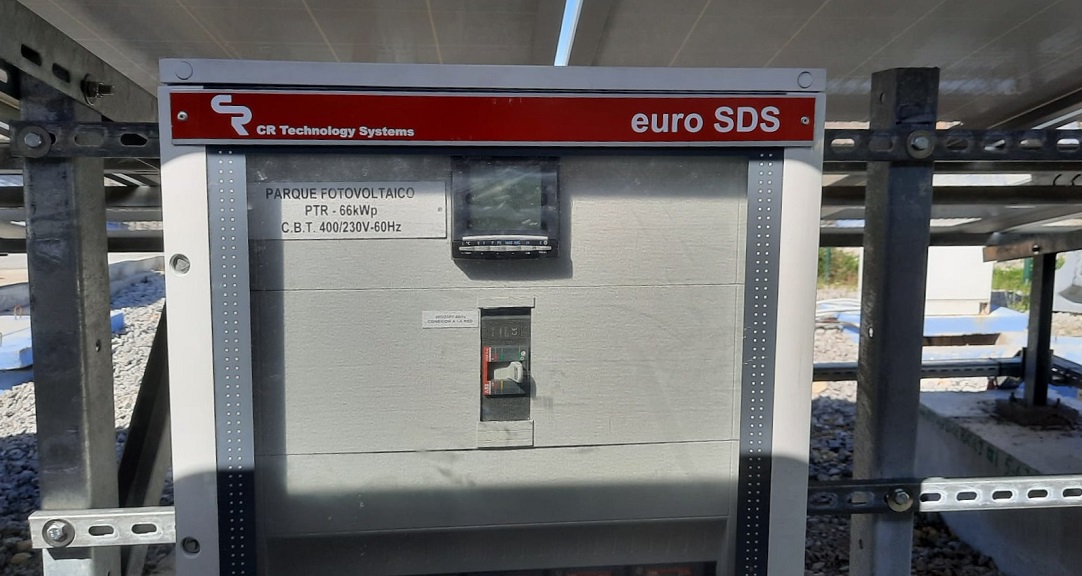 CR Technology Systems
euro SDS
PARQUE FOTOVOLTAICO
PTR - 66kWp
C.B.T. 400/230V-60Hz